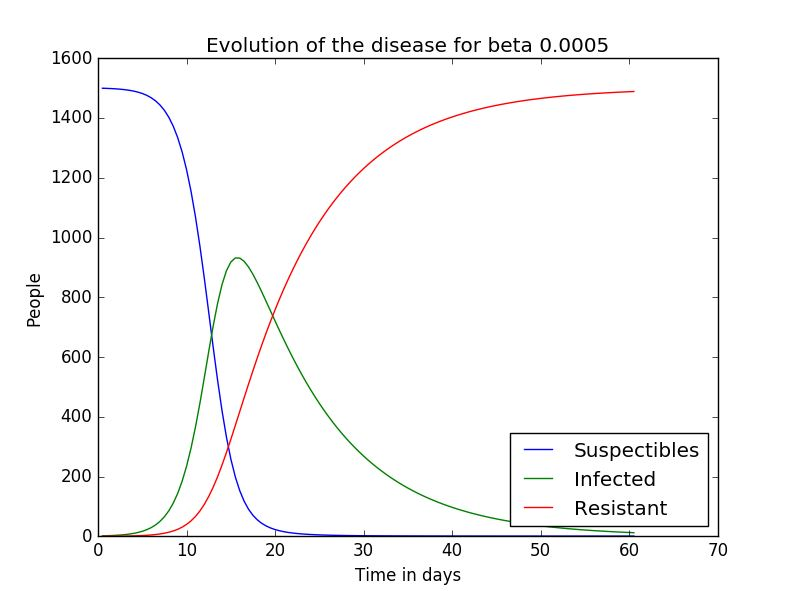 Evolution of the disease for beta 0.0005
1600
1400
1200
1000
800
600
400
200
0
People
Suspectibles
Infected
Resistant
0 10 20 30 40 50 60 70
Time in days